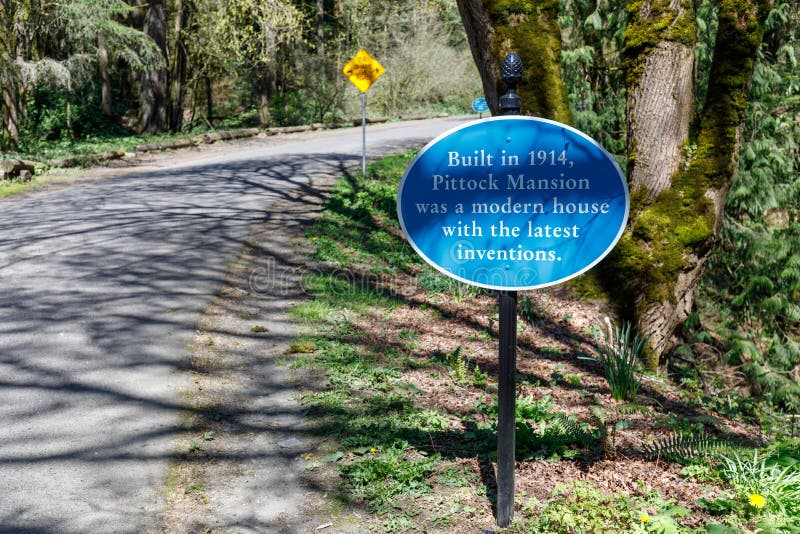 Built in 1914,
Pittock Mansion
was a modern house
with the latest
inventions.